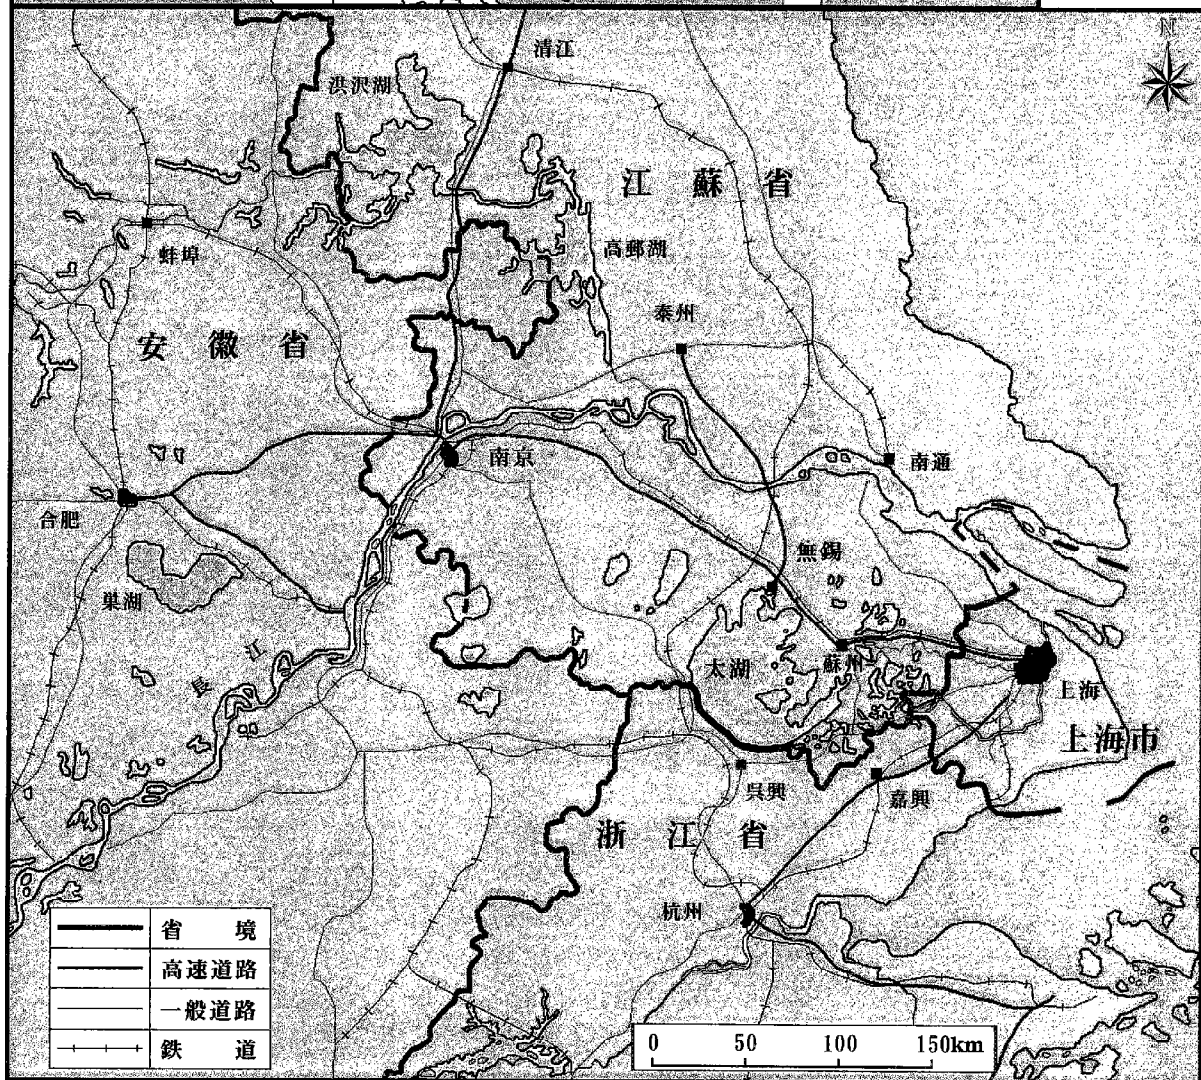 N
清江
洪沢湖
江蘇省
蚌埠
高郵湖
泰州
安徽省
南京
南通
合肥
無錫
巣湖
太湖
蘇州
長江
上海
上海市
呉興
嘉興
浙江省
杭州
省境
高速道路
一般道路
鉄道
0 50 100 150km